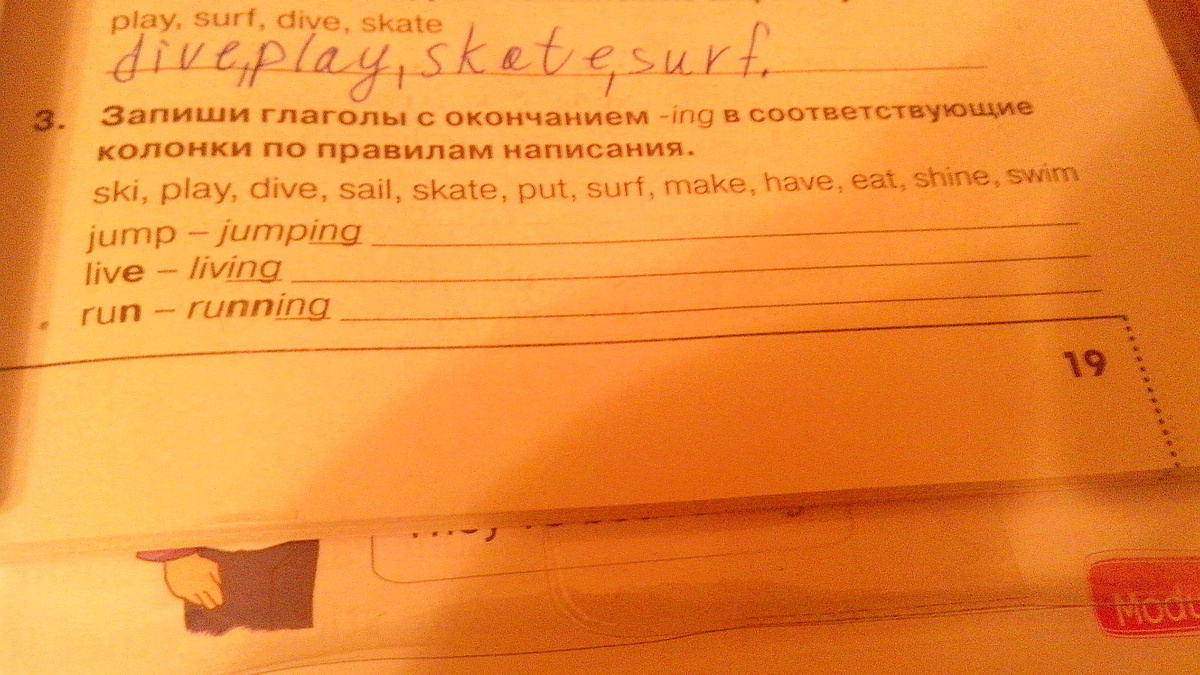 play, surf, dive, skate
dive, play, skate, surf.
3. Запиши глаголы с окончанием -ing в соответствующие
колонки по правилам написания.
ski, play, dive, sail, skate, put, surf, make, have, eat, shine, swim
jump – jumping
live – living
run – running
19